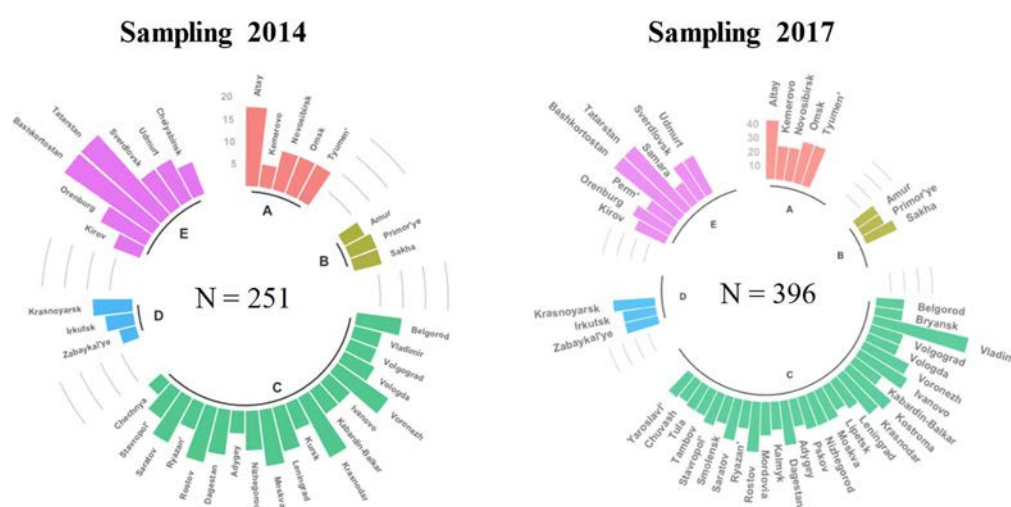 Sampling 2014
20
15
10
5
Altay
Kemerovo
Novosibirsk
Omsk
Tyumen'
A
Amur
Primor'ye
Sakha
B
Belgorod
Vladimir
Volgograd
Vologda
Voronezh
Ivanovo
Kabardin-Balkar
Krasnodar
Kursk
Leningrad
Moskva
Nizhegorod
Adygey
Dagestan
Rostov
Ryazan'
Saratov
Stavropol'
Chechnya
C
Zabaykal'ye
Irkutsk
Krasnoyarsk
D
Kirov
Orenburg
Bashkortostan
Tatarstan
Sverdlovsk
Udmurt
Chelyabinsk
E
N = 251
Sampling 2017
40
30
20
10
Altay
Kemerovo
Novosibirsk
Omsk
Tyumen'
A
Amur
Primor'ye
Sakha
B
Belgorod
Bryansk
Vladim
Volgograd
Vologda
Voronezh
Ivanovo
Kabardin-Balkar
Kostroma
Krasnodar
Leningrad
Lipetsk
Moskva
Nizhegorod
Pskov
Adygey
Dagestan
Kalmyk
Mordovia
Rostov
Ryazan'
Saratov
Smolensk
Stavropol'
Tambov
Tula
Chuvash
Yaroslavl'
C
Zabaykal'ye
Irkutsk
Krasnoyarsk
D
Kirov
Orenburg
Perm'
Bashkortostan
Tatarstan
Samara
Sverdlovsk
Udmurt
E
N = 396